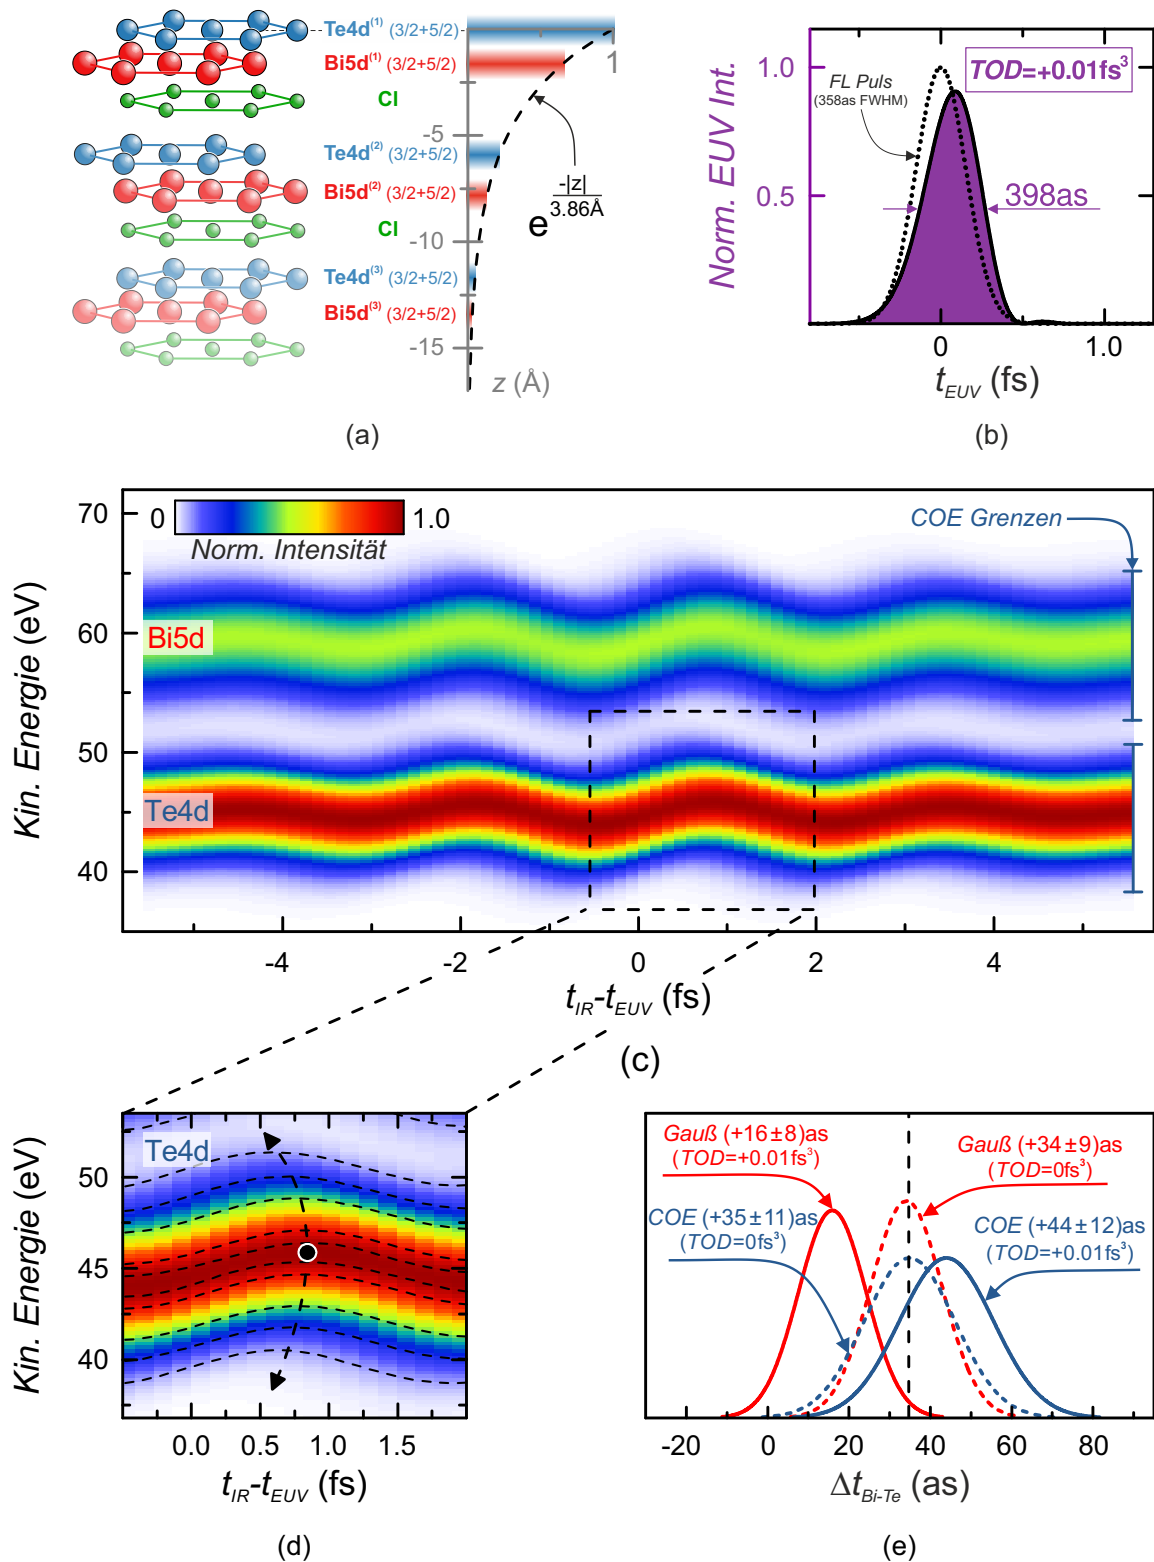 Te4d(1) (3/2+5/2)
Bi5d(1) (3/2+5/2)
Cl
Te4d(2) (3/2+5/2)
Bi5d(2) (3/2+5/2)
Cl
Te4d(3) (3/2+5/2)
Bi5d(3) (3/2+5/2)
1
-5
-10
-15
z (Å)
e -|z|
3.86Å
(a)
Norm. EUV Int.
1.0
0.5
TOD=+0.01fs³
FL Puls
(358as FWHM)
398as
0
1.0
tEUV (fs)
(b)
Kin. Energie (eV)
70
60
50
40
0
1.0
Norm. Intensität
COE Grenzen
Bi5d
Te4d
-4
-2
0
2
4
tIR-tEUV (fs)
(c)
Kin. Energie (eV)
50
45
40
Te4d
0.0
0.5
1.0
1.5
tIR-tEUV (fs)
(d)
Gauß (+16±8)as
(TOD=+0.01fs³)
Gauß (+34±9)as
(TOD=0fs³)
COE (+35±11)as
(TOD=0fs³)
COE (+44±12)as
(TOD=+0.01fs³)
-20
0
20
40
60
80
ΔtBi-Te (as)
(e)